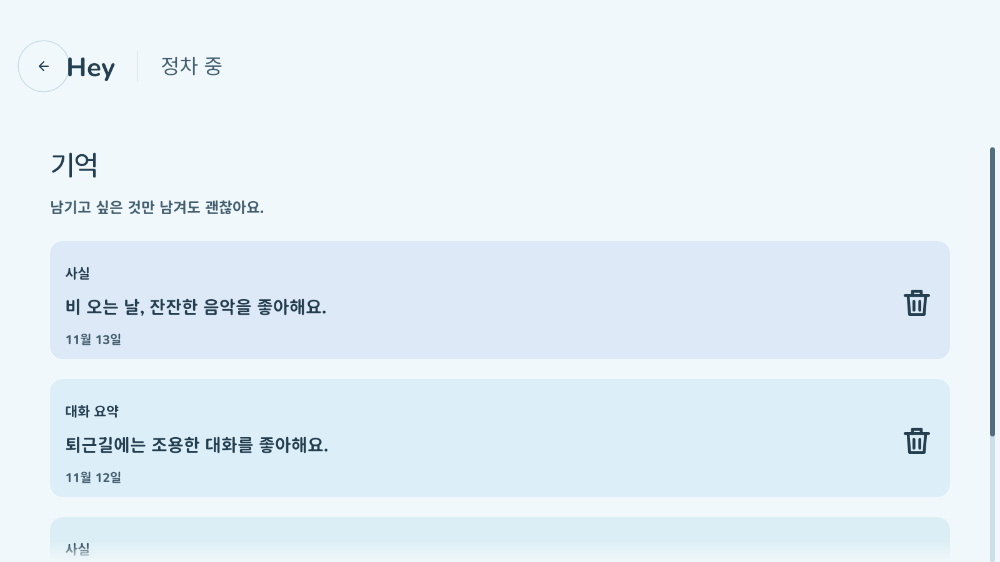 Hey
정차 중
기억
남기고 싶은 것만 남겨도 괜찮아요.
사실
비 오는 날, 잔잔한 음악을 좋아해요.
11월 13일
대화 요약
퇴근길에는 조용한 대화를 좋아해요.
11월 12일
사실